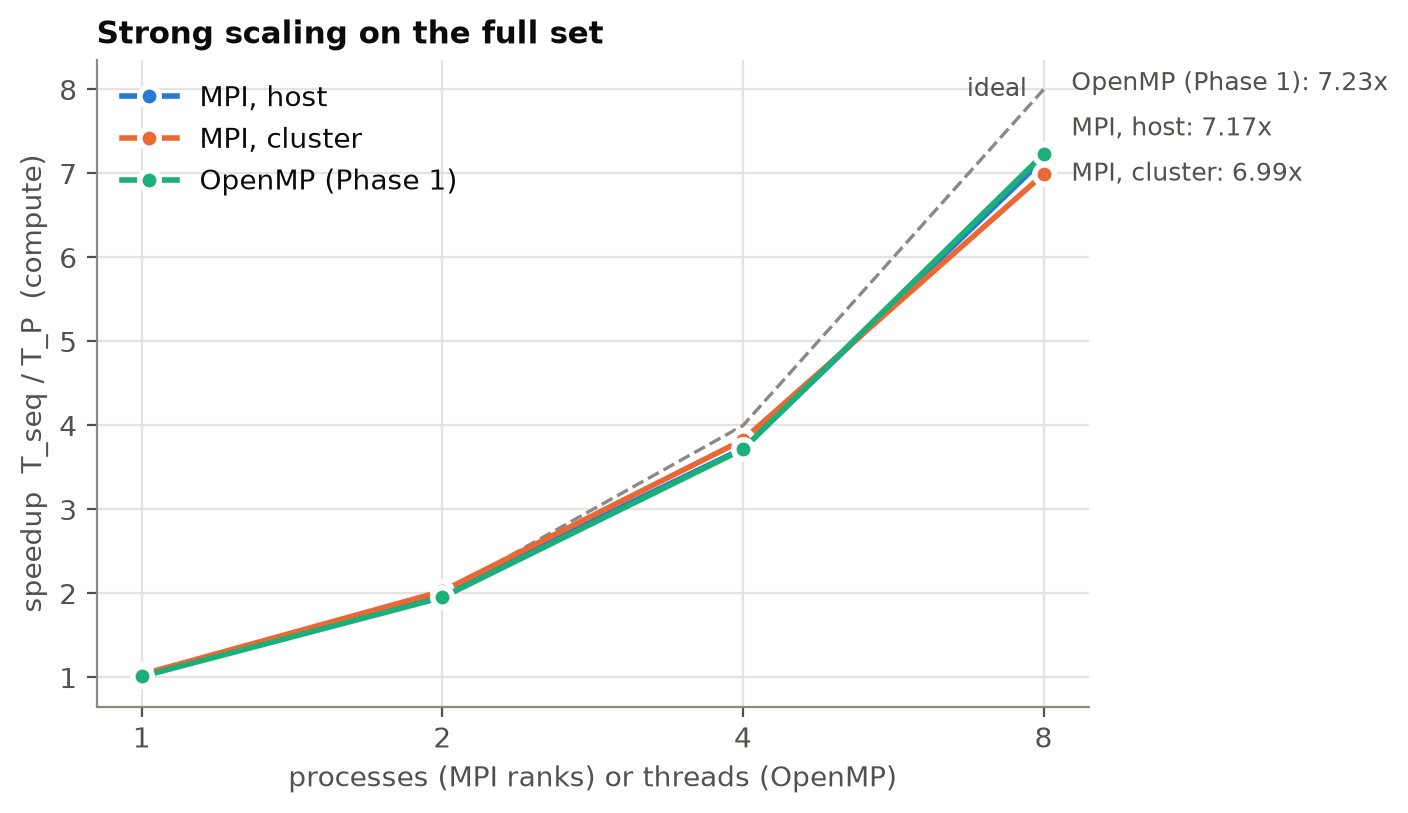 Strong scaling on the full set
MPI, host
MPI, cluster
OpenMP (Phase 1)
ideal
OpenMP (Phase 1): 7.23x
MPI, host: 7.17x
MPI, cluster: 6.99x
speedup T_seq / T_P (compute)
8
7
6
5
4
3
2
1
1 2 4 8
processes (MPI ranks) or threads (OpenMP)